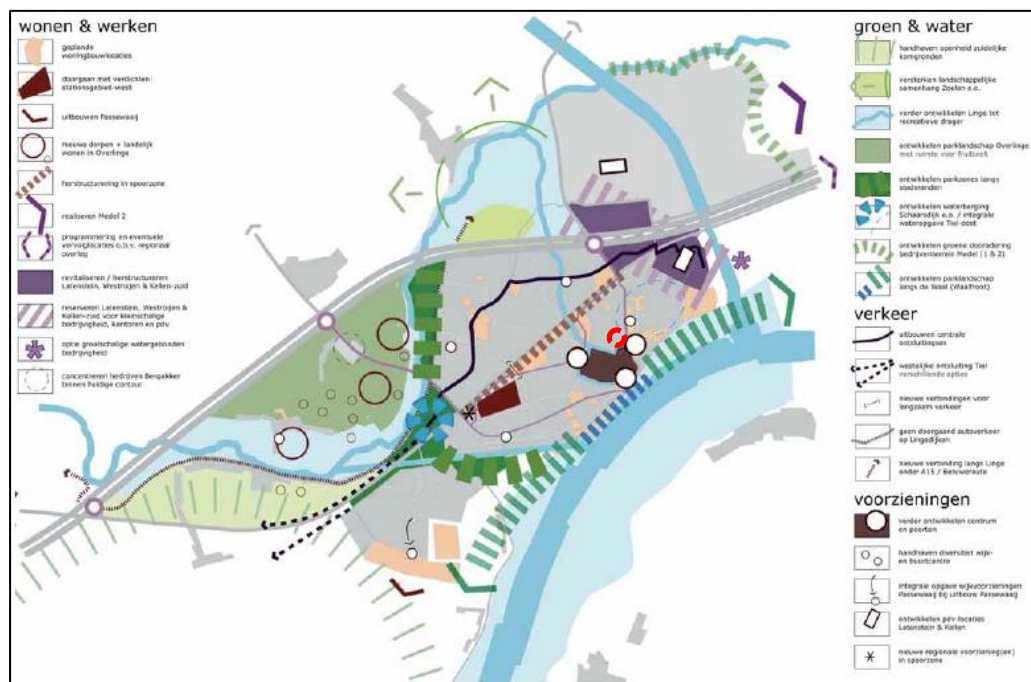 wonen & werken
geplande
woningbouwlocaties
doorgaan met verdichten:
stationsgebied-west
uitbouwen Passewaaij
nieuwe dorpen + landelijk
wonen in Overlinge
herstructurering in spoorzone
realiseren Medel 2
programmering en eventuele
vervolglocaties o.b.v. regionaal
overleg
revitaliseren / herstructureren
Latenstein, Westroijen & Kellen-zuid
reserveren Latenstein, Westroijen &
Kellen-zuid voor kleinschalige
bedrijvigheid, kantoren en pdv
optie grootschalige watergebonden
bedrijvigheid
concentreren bedrijven Bergakker
binnen huidige contour
groen & water
handhaven openheid zuidelijke
komgronden
versterken landschappelijke
samenhang Zoelen e.o.
verder ontwikkelen Linge tot
recreatieve drager
ontwikkelen parklandschap Overlinge
met ruimte voor fruitteelt
ontwikkelen parkzones langs
stadsranden
ontwikkelen waterberging
Schaarsdijk e.o. / integrale
wateropgave Tiel-oost
ontwikkelen groene dooradering
bedrijventerrein Medel (1 & 2)
ontwikkelen parklandschap
langs de Waal (Waalfront)
verkeer
uitbouwen centrale
ontsluitingsas
westelijke ontsluiting Tiel
verschillende opties
nieuwe verbindingen voor
langzaam verkeer
geen doorgaand autoverkeer
op Lingedijken
nieuwe verbinding langs Linge
onder A15 / Betuweroute
voorzieningen
verder ontwikkelen centrum
en poorten
handhaven diversiteit wijk-
en buurtcentra
integrale opgave wijkvoorzieningen
Passewaaij bij uitbouw Passewaaij
ontwikkelen pdv-locaties
Latenstein & Kellen
nieuwe regionale voorziening(en)
in spoorzone